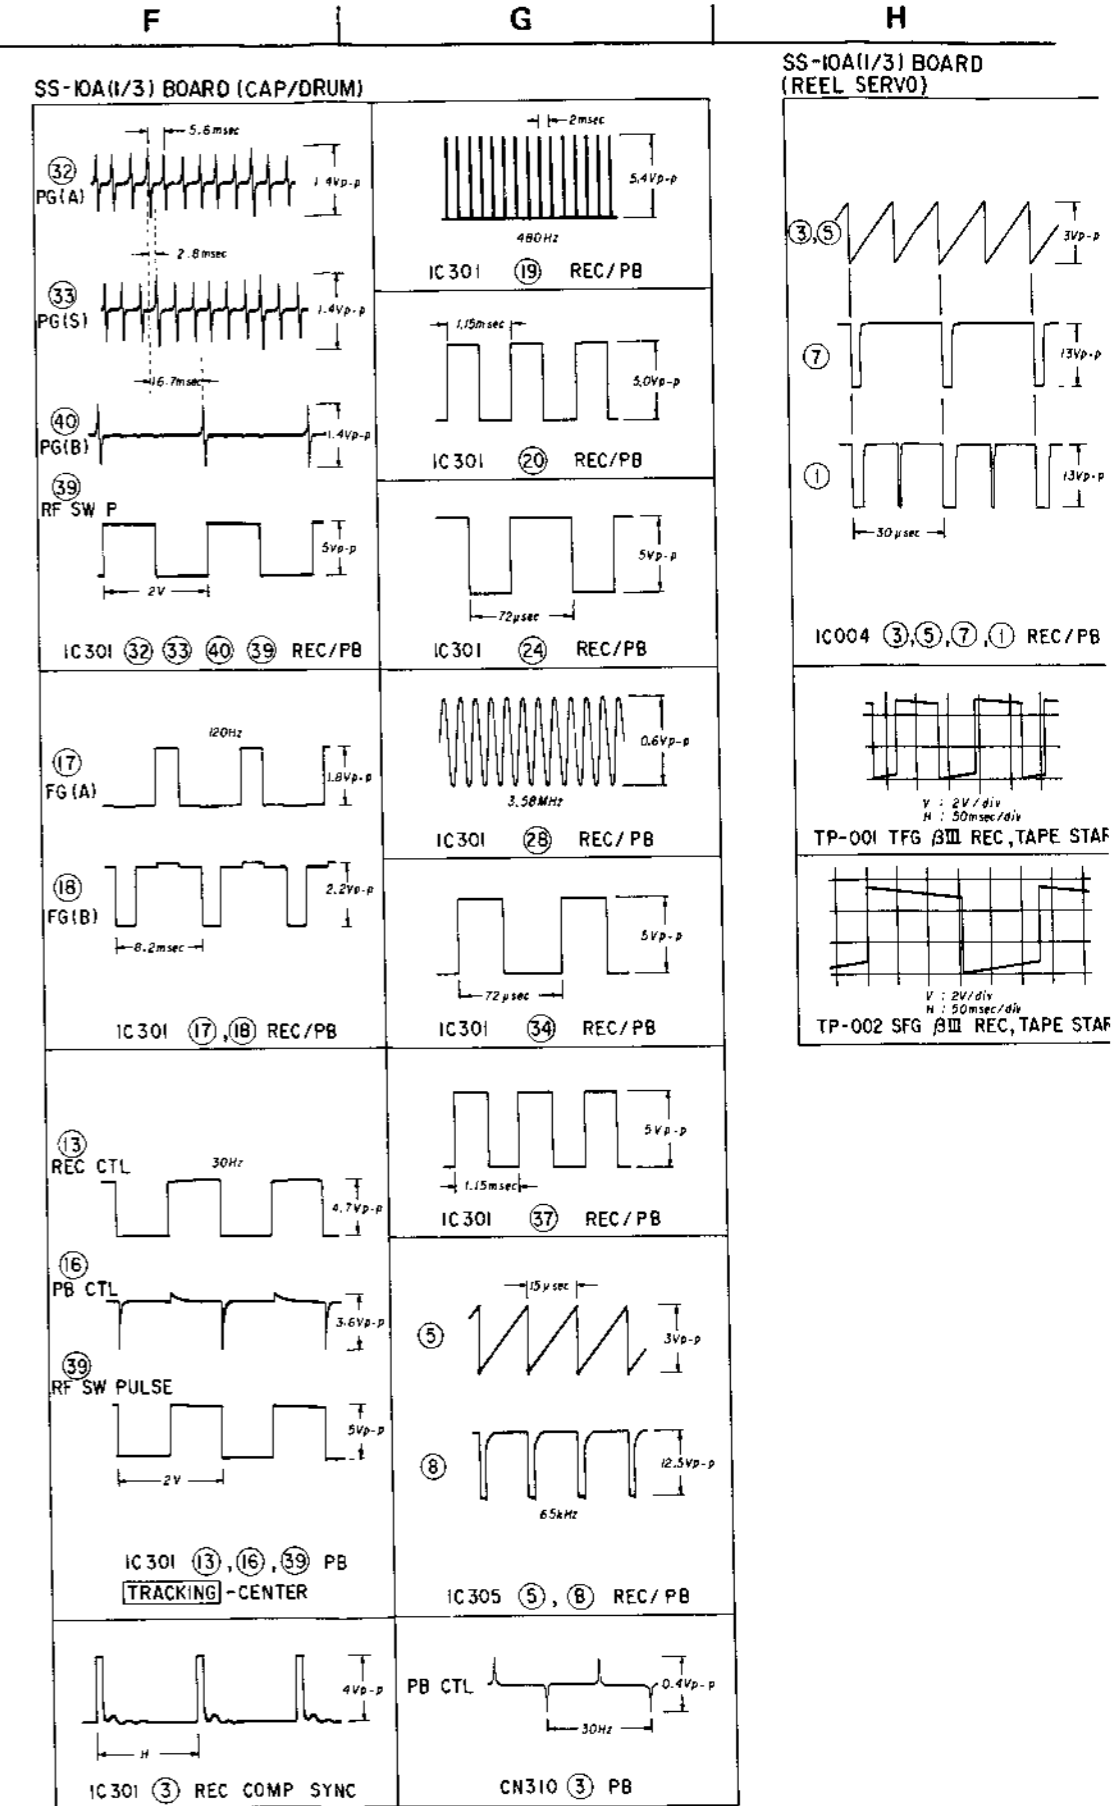 F
G
H
SS-10A(1/3) BOARD (CAP/DRUM)
5.6msec
32
PG(A)
1.4Vp-p
2.8msec
33
PG(S)
1.4Vp-p
16.7msec
40
PG(B)
1.4Vp-p
39
RF SW P
5Vp-p
2V
IC301 32 33 40 39 REC/PB
120Hz
17
FG(A)
1.8Vp-p
18
FG(B)
2.2Vp-p
8.2msec
IC301 17, 18 REC/PB
13
REC CTL
30Hz
4.7Vp-p
16
PB CTL
3.6Vp-p
39
RF SW PULSE
5Vp-p
2V
IC301 13, 16, 39 PB
TRACKING-CENTER
4Vp-p
H
IC301 3 REC COMP SYNC
2msec
5.4Vp-p
480Hz
IC301 19 REC/PB
1.15msec
5.0Vp-p
IC301 20 REC/PB
5Vp-p
72μsec
IC301 24 REC/PB
0.6Vp-p
3.58MHz
IC301 28 REC/PB
5Vp-p
72μsec
IC301 34 REC/PB
5Vp-p
1.15msec
IC301 37 REC/PB
15μsec
5
3Vp-p
8
12.5Vp-p
65kHz
IC305 5, 8 REC/PB
PB CTL
0.4Vp-p
30Hz
CN310 3 PB
SS-10A(1/3) BOARD
(REEL SERVO)
3,5
3Vp-p
7
13Vp-p
1
13Vp-p
30μsec
IC004 3,5,7,1 REC/PB
V : 2V/div
H : 50msec/div
TP-001 TFG βIII REC, TAPE STAR
V : 2V/div
H : 50msec/div
TP-002 SFG βIII REC, TAPE STAR